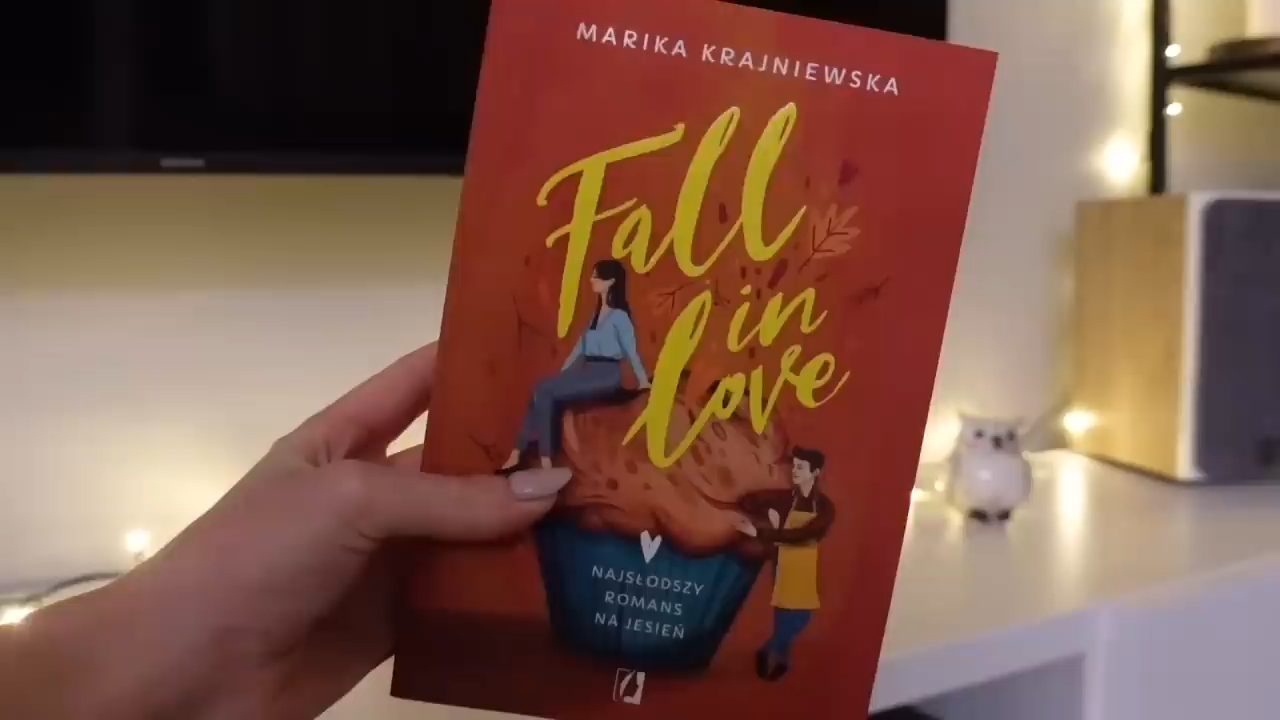 MARIKA KRAJNIEWSKA
Fall
in
love
NAJSŁODSZY
ROMANS
NA JESIEŃ